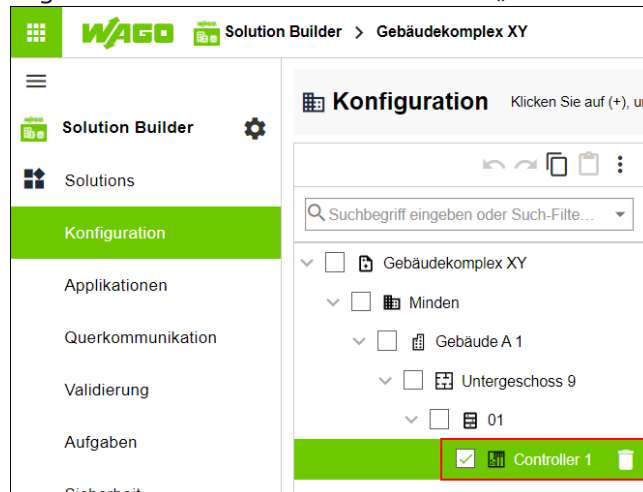 WAGO Solution Builder > Gebäudekomplex XY
Konfiguration Klicken Sie auf (+),
Solution Builder
Solutions
Suchbegriff eingeben oder Such-Filte...
Konfiguration
Gebäudekomplex XY
Applikationen
Minden
Querkommunikation
Gebäude A 1
Validierung
Untergeschoss 9
01
Aufgaben
Controller 1